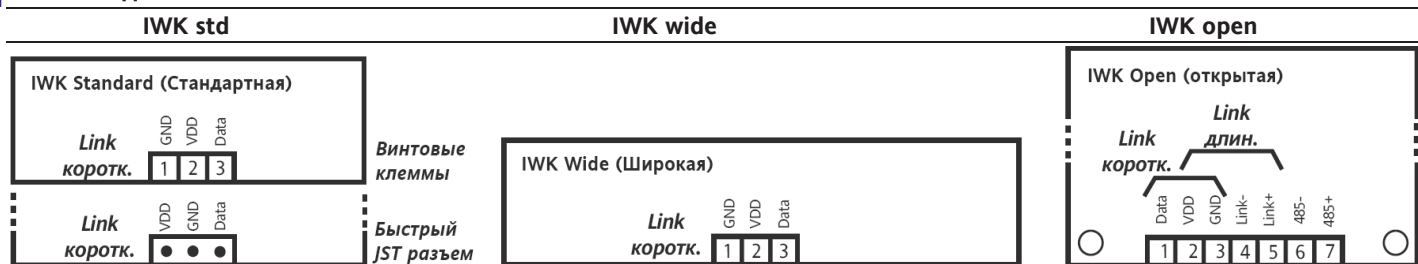 IWK std
IWK wide
IWK open
IWK Standard (Стандартная)
Link
коротк.
GND
VDD
Data
1 2 3
Винтовые
клеммы
Link
коротк.
VDD
GND
Data
Быстрый
JST разъем
IWK Wide (Широкая)
Link
коротк.
GND
VDD
Data
1 2 3
IWK Open (открытая)
Link
длин.
Link
коротк.
Data
VDD
GND
Link-
Link+
485-
485+
1 2 3 4 5 6 7